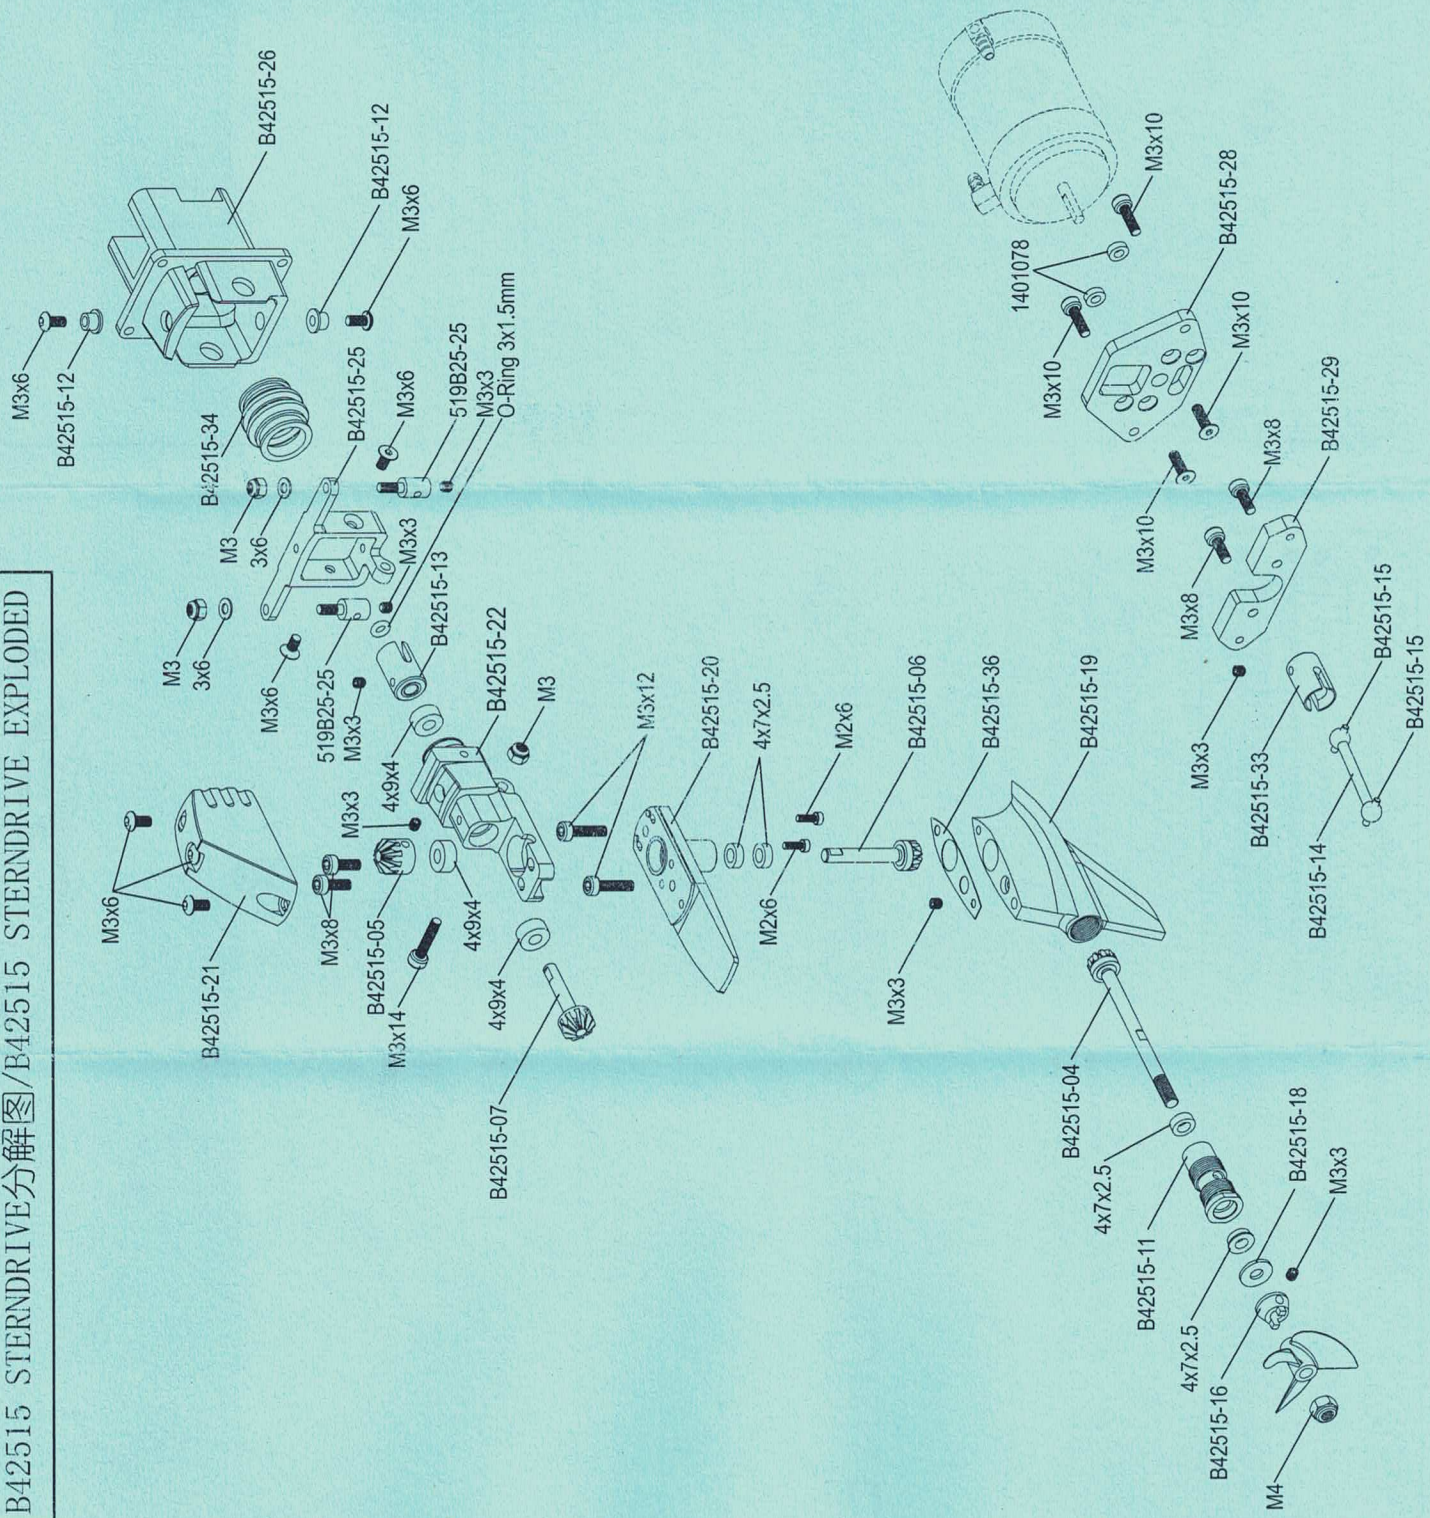 B42515 STERNDRIVE分解图/B42515 STERNDRIVE EXPLODED
M3x6
B42515-12
B42515-26
B42515-12
M3x6
B42515-34
B42515-25
M3x6
519B25-25
M3x3
O-Ring 3x1.5mm
M3
3x6
M3
3x6
M3x6
519B25-25
M3x3
B42515-13
M3x3
4x9x4
B42515-22
M3
M3x6
B42515-21
M3x8
M3x3
B42515-05
4x9x4
M3x14
4x9x4
B42515-07
M3x12
B42515-20
4x7x2.5
M2x6
M2x6
B42515-06
B42515-36
M3x3
B42515-19
B42515-04
4x7x2.5
B42515-11
B42515-18
M3x3
4x7x2.5
B42515-16
M4
M3x10
1401078
B42515-28
M3x10
M3x10
M3x10
B42515-29
M3x8
M3x8
M3x3
B42515-33
B42515-15
B42515-15
B42515-14